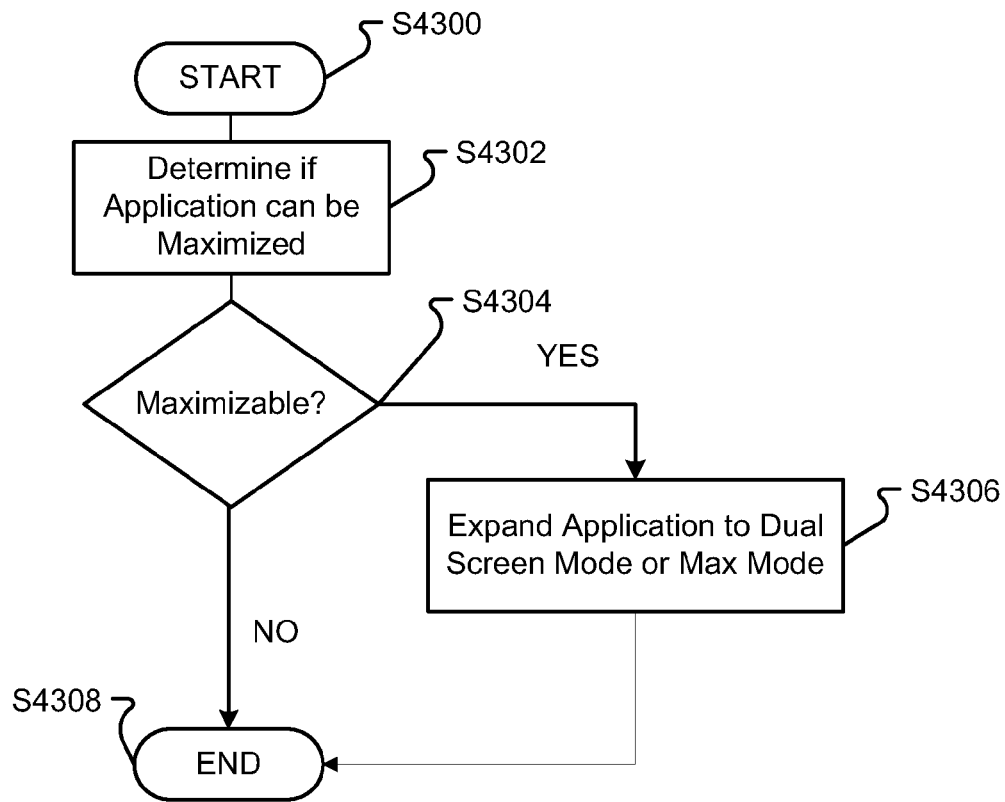 S4300
START
S4302
Determine if
Application can be
Maximized
S4304
YES
Maximizable?
S4306
Expand Application to Dual
Screen Mode or Max Mode
NO
S4308
END